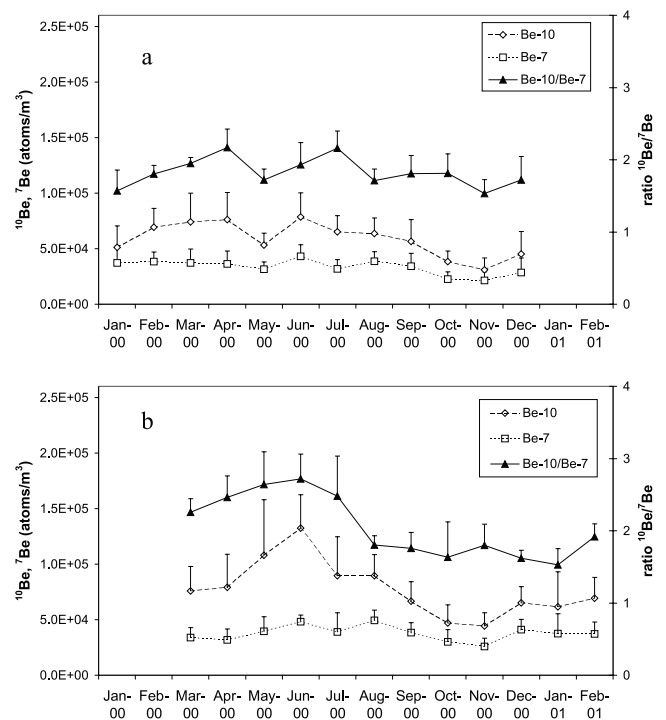 a
2.5E+05
2.0E+05
1.5E+05
1.0E+05
5.0E+04
0.0E+00
¹⁰Be, ⁷Be (atoms/m³)
4
3
2
1
0
ratio ¹⁰Be/⁷Be
Be-10
Be-7
Be-10/Be-7
Jan- Feb- Mar- Apr- May- Jun- Jul- Aug- Sep- Oct- Nov- Dec- Jan- Feb-
00 00 00 00 00 00 00 00 00 00 00 00 01 01
b
2.5E+05
2.0E+05
1.5E+05
1.0E+05
5.0E+04
0.0E+00
¹⁰Be, ⁷Be (atoms/m³)
4
3
2
1
0
ratio ¹⁰Be/⁷Be
Be-10
Be-7
Be-10/Be-7
Jan- Feb- Mar- Apr- May- Jun- Jul- Aug- Sep- Oct- Nov- Dec- Jan- Feb-
00 00 00 00 00 00 00 00 00 00 00 00 01 01